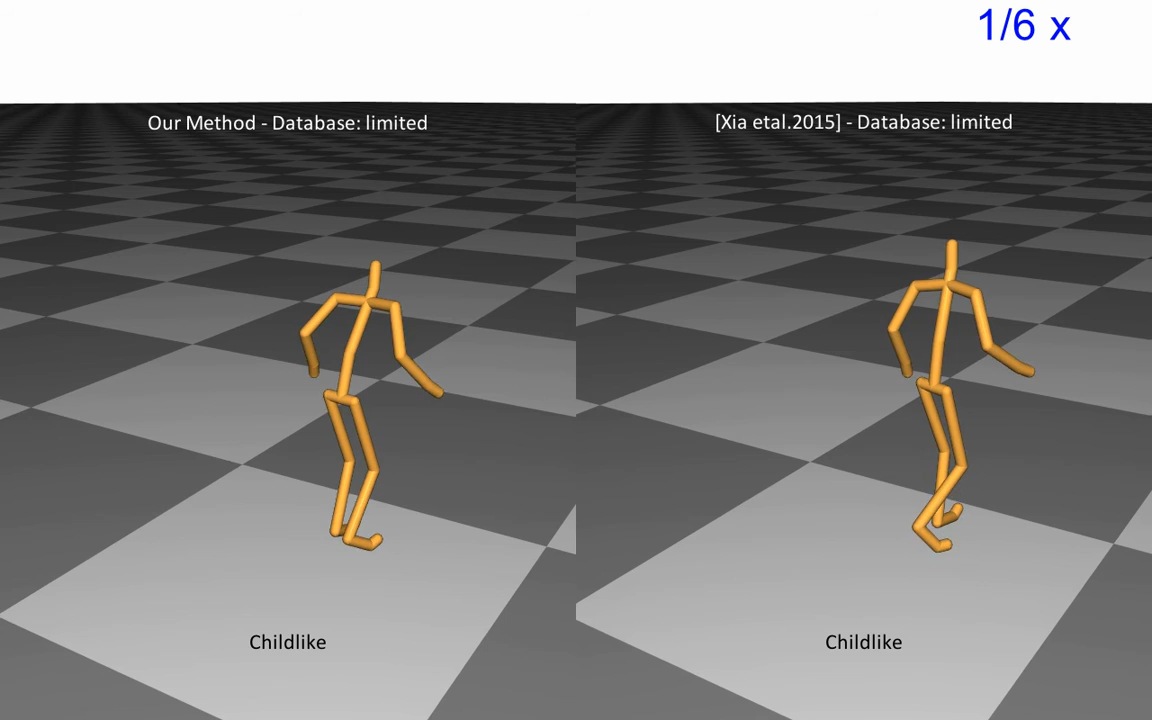 1/6 x
Our Method - Database: limited
[Xia etal.2015] - Database: limited
Childlike
Childlike